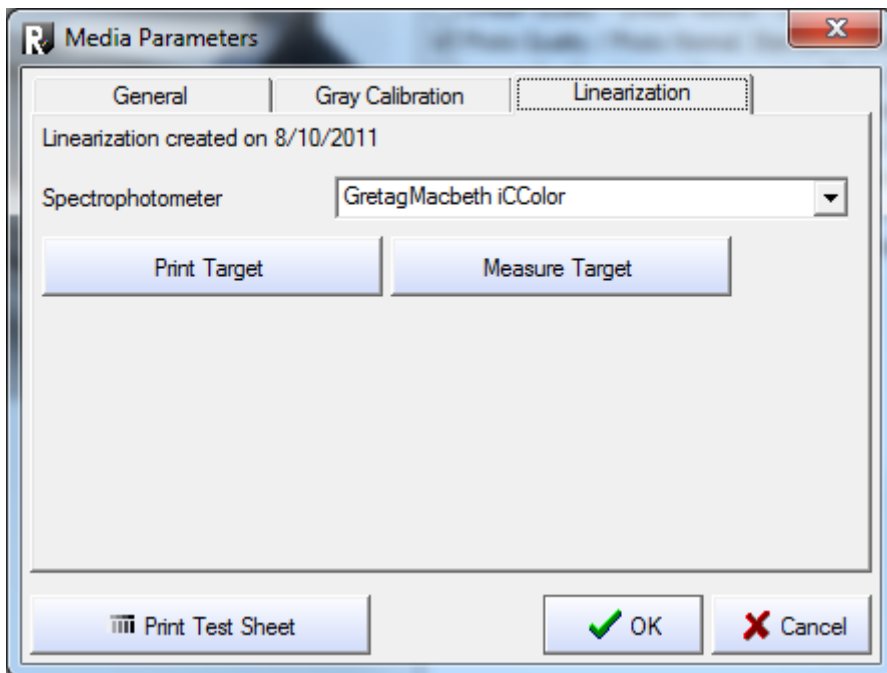 Media Parameters
General Gray Calibration Linearization
Linearization created on 8/10/2011
Spectrophotometer GretagMacbeth iCColor
Print Target Measure Target
Print Test Sheet OK Cancel